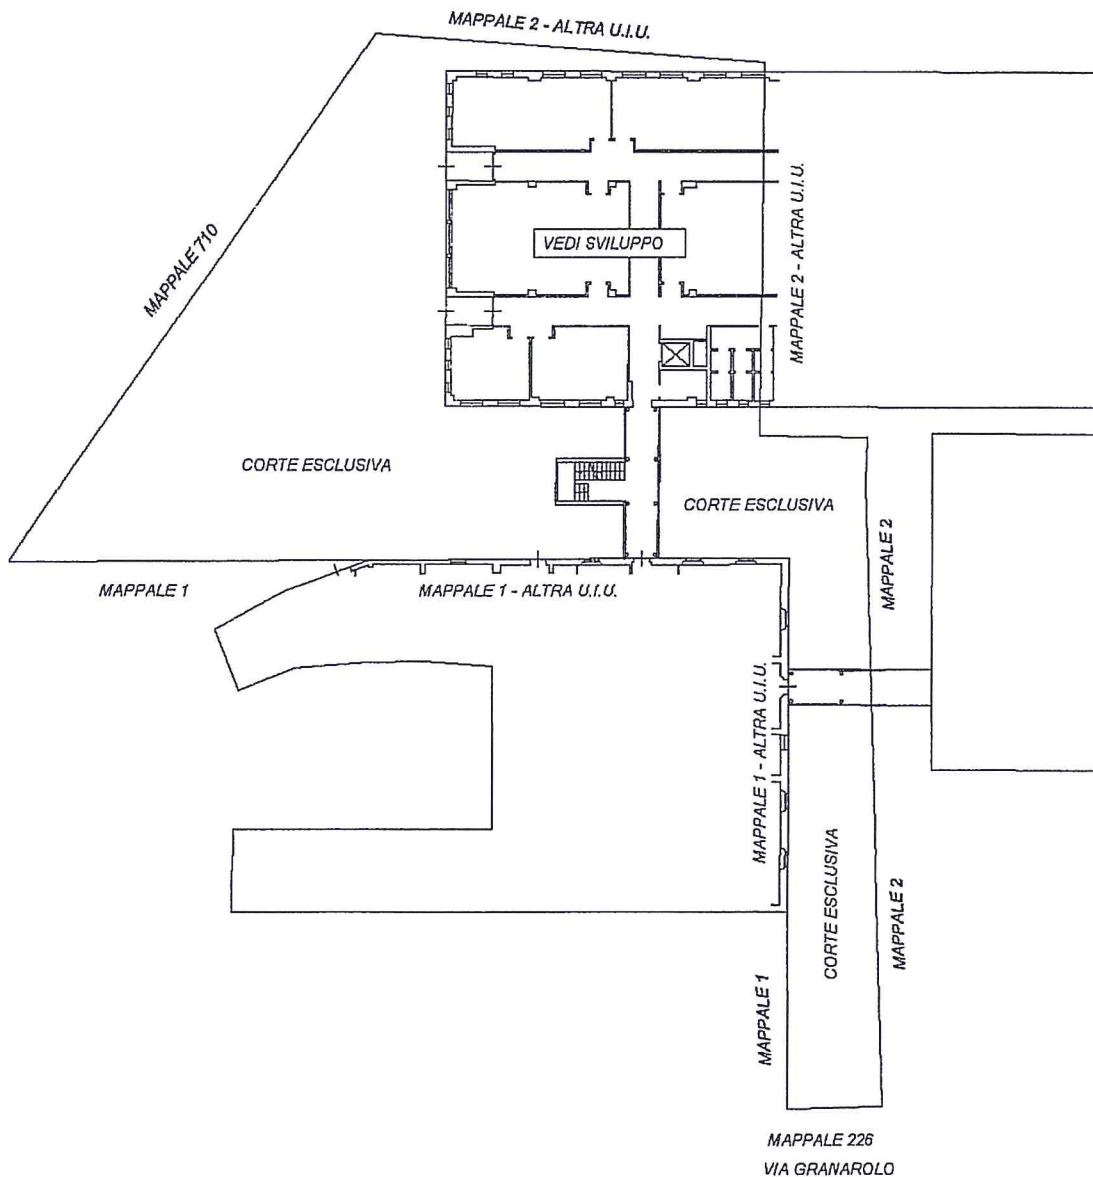 MAPPALE 2 - ALTRA U.I.U.
MAPPALE 710
VEDI SVILUPPO
MAPPALE 2 - ALTRA U.I.U.
CORTE ESCLUSIVA
CORTE ESCLUSIVA
MAPPALE 2
MAPPALE 1
MAPPALE 1 - ALTRA U.I.U.
MAPPALE 1 - ALTRA U.I.U.
CORTE ESCLUSIVA
MAPPALE 2
MAPPALE 1
MAPPALE 226
VIA GRANAROLO